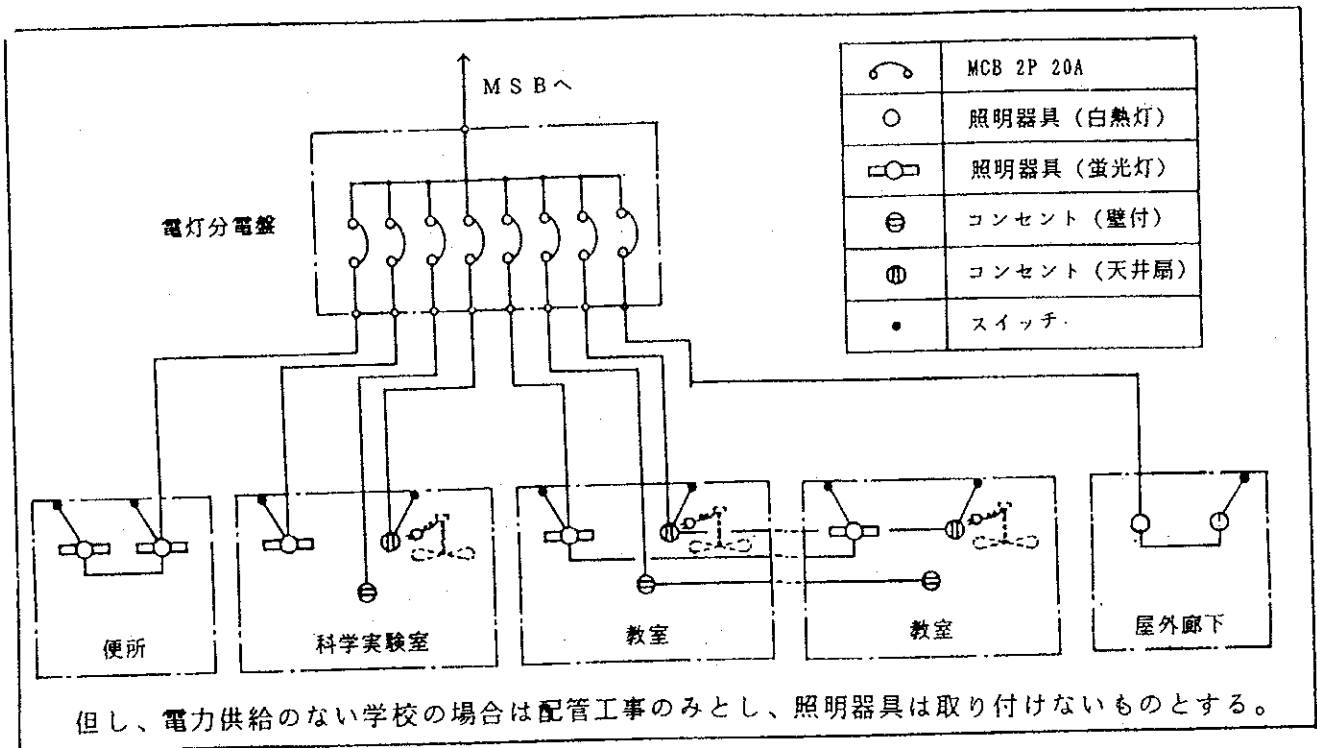 MSBへ
電灯分電盤
MCB 2P 20A
照明器具（白熱灯）
照明器具（蛍光灯）
コンセント（壁付）
コンセント（天井扇）
スイッチ
便所
科学実験室
教室
教室
屋外廊下
但し、電力供給のない学校の場合は配管工事のみとし、照明器具は取り付けないものとする。